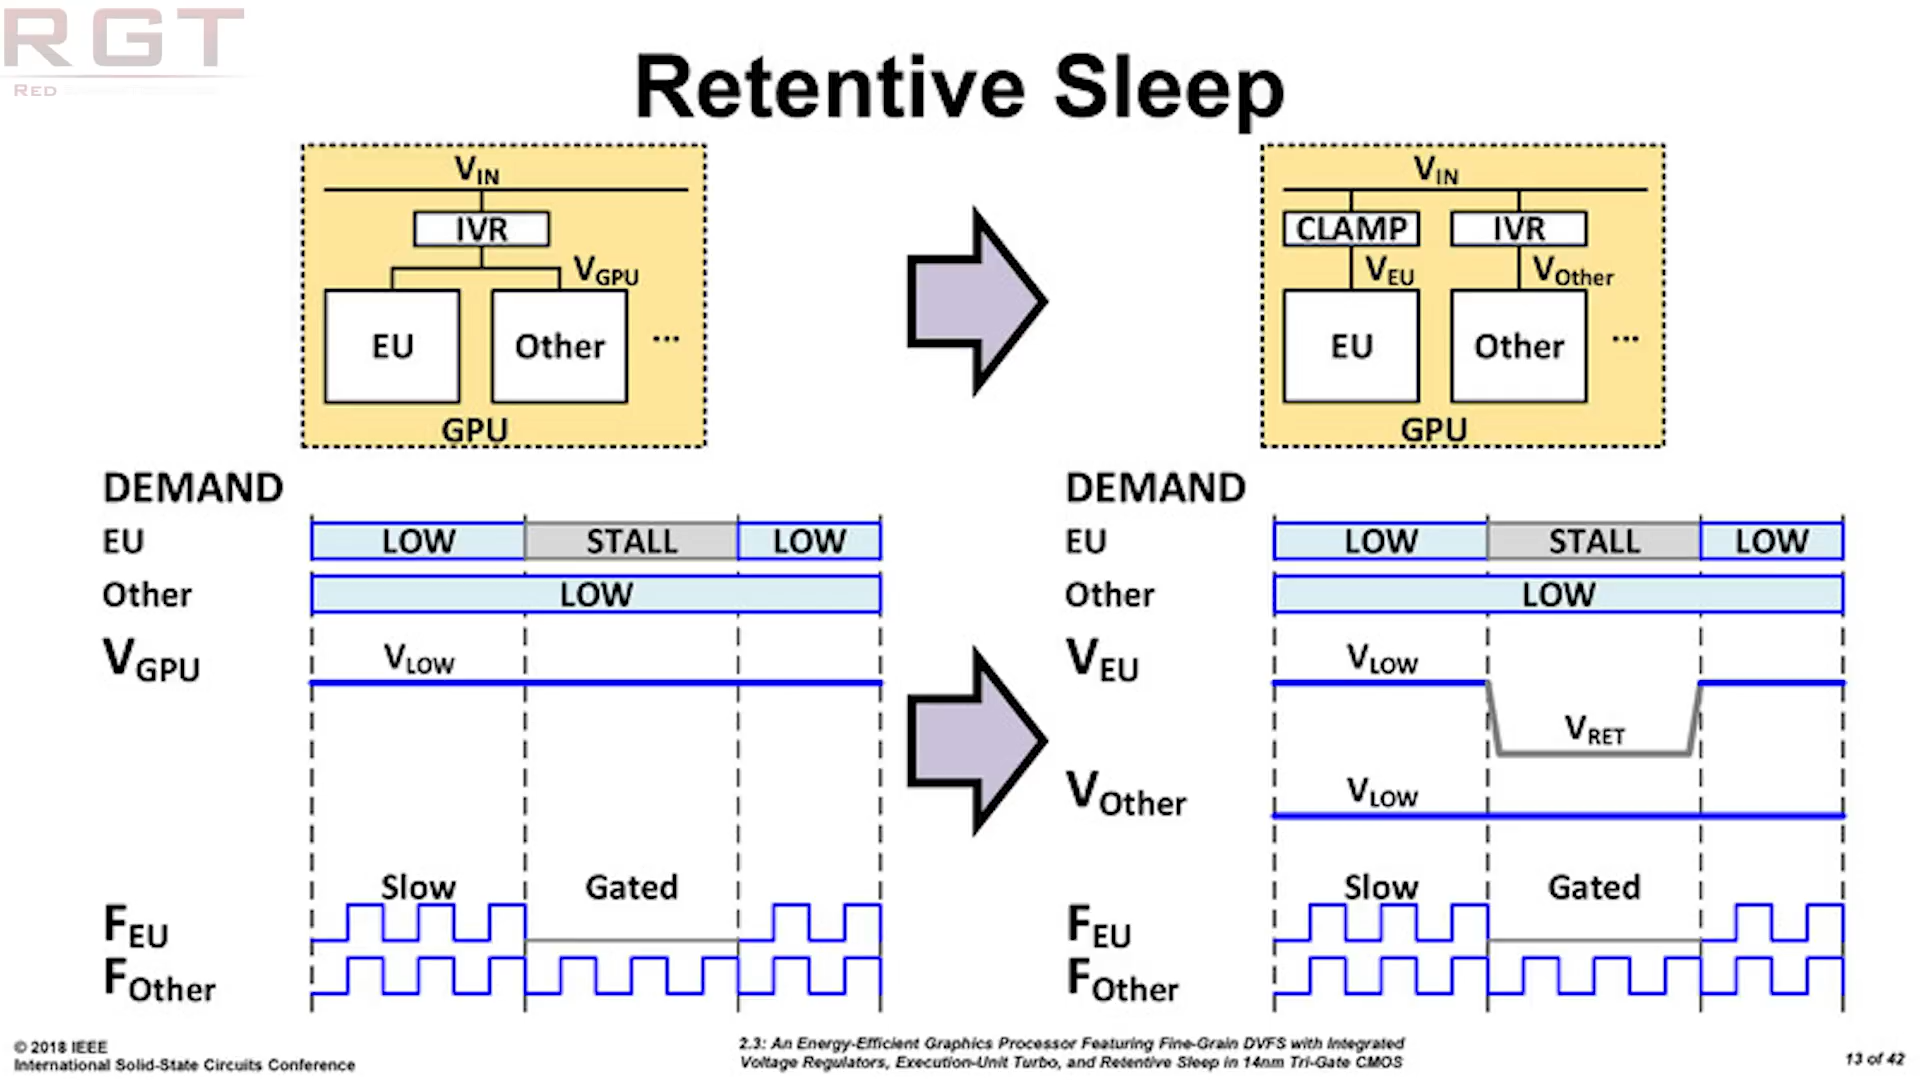 RGT
RED
Retentive Sleep
VIN
IVR
VGPU
EU
Other
...
GPU
VIN
CLAMP
IVR
VEU
VOther
EU
Other
...
GPU
DEMAND
EU
LOW
STALL
LOW
Other
LOW
VGPU
VLOW
Slow
Gated
FEU
FOther
DEMAND
EU
LOW
STALL
LOW
Other
LOW
VEU
VLOW
VRET
VOther
VLOW
Slow
Gated
FEU
FOther
© 2018 IEEE
International Solid-State Circuits Conference
2.3: An Energy-Efficient Graphics Processor Featuring Fine-Grain DVFS with Integrated
Voltage Regulators, Execution-Unit Turbo, and Retentive Sleep in 14nm Tri-Gate CMOS
13 of 42